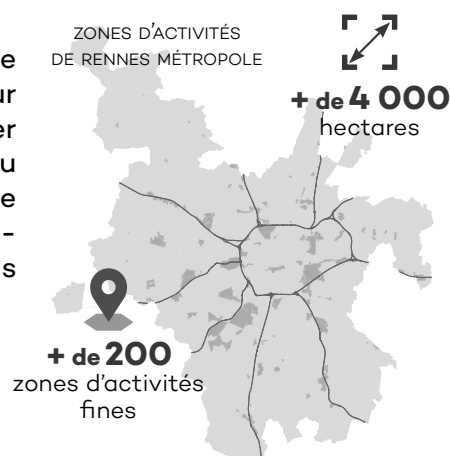 ZONES D'ACTIVITÉS
DE RENNES MÉTROPOLE
+ de 4 000
hectares
+ de 200
zones d'activités
fines